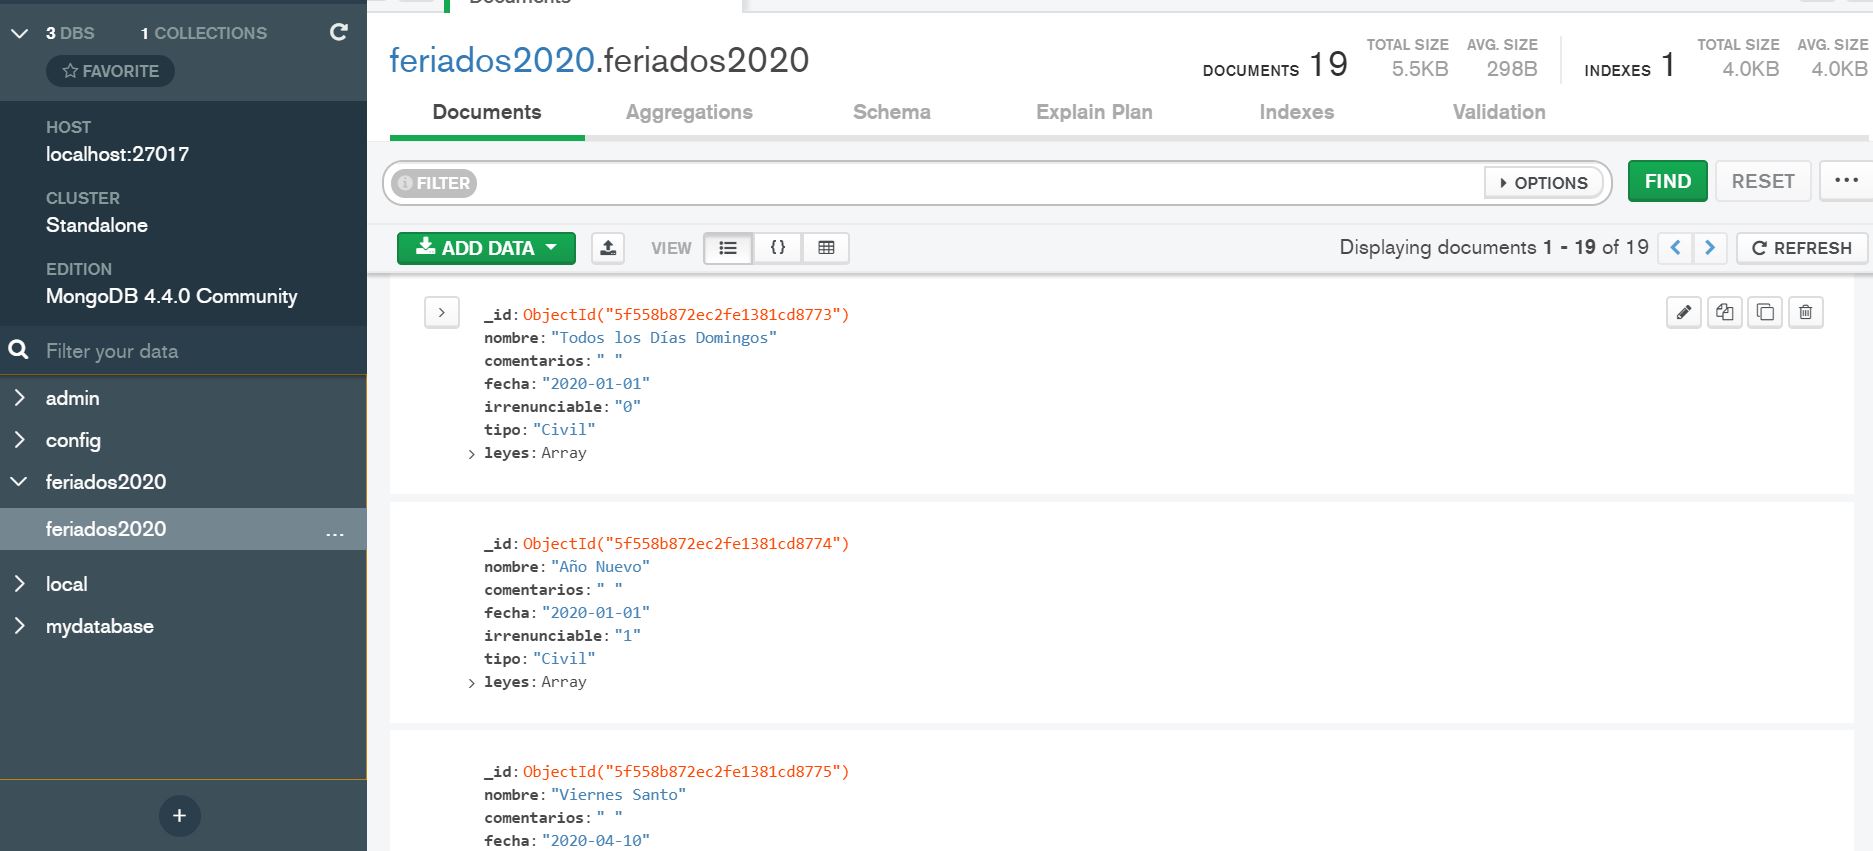 Documents
3 DBS 1 COLLECTIONS
FAVORITE
HOST
localhost:27017
CLUSTER
Standalone
EDITION
MongoDB 4.4.0 Community
Filter your data
admin
config
feriados2020
feriados2020 ...
local
mydatabase
+
feriados2020.feriados2020
DOCUMENTS 19 TOTAL SIZE 5.5KB AVG. SIZE 298B
INDEXES 1 TOTAL SIZE 4.0KB AVG. SIZE 4.0KB
Documents Aggregations Schema Explain Plan Indexes Validation
FILTER OPTIONS FIND RESET ...
ADD DATA VIEW { } Displaying documents 1 - 19 of 19 < > REFRESH
_id: ObjectId("5f558b872ec2fe1381cd8773")
nombre: "Todos los Días Domingos"
comentarios: " "
fecha: "2020-01-01"
irrenunciable: "0"
tipo: "Civil"
> leyes: Array
_id: ObjectId("5f558b872ec2fe1381cd8774")
nombre: "Año Nuevo"
comentarios: " "
fecha: "2020-01-01"
irrenunciable: "1"
tipo: "Civil"
> leyes: Array
_id: ObjectId("5f558b872ec2fe1381cd8775")
nombre: "Viernes Santo"
comentarios: " "
fecha: "2020-04-10"